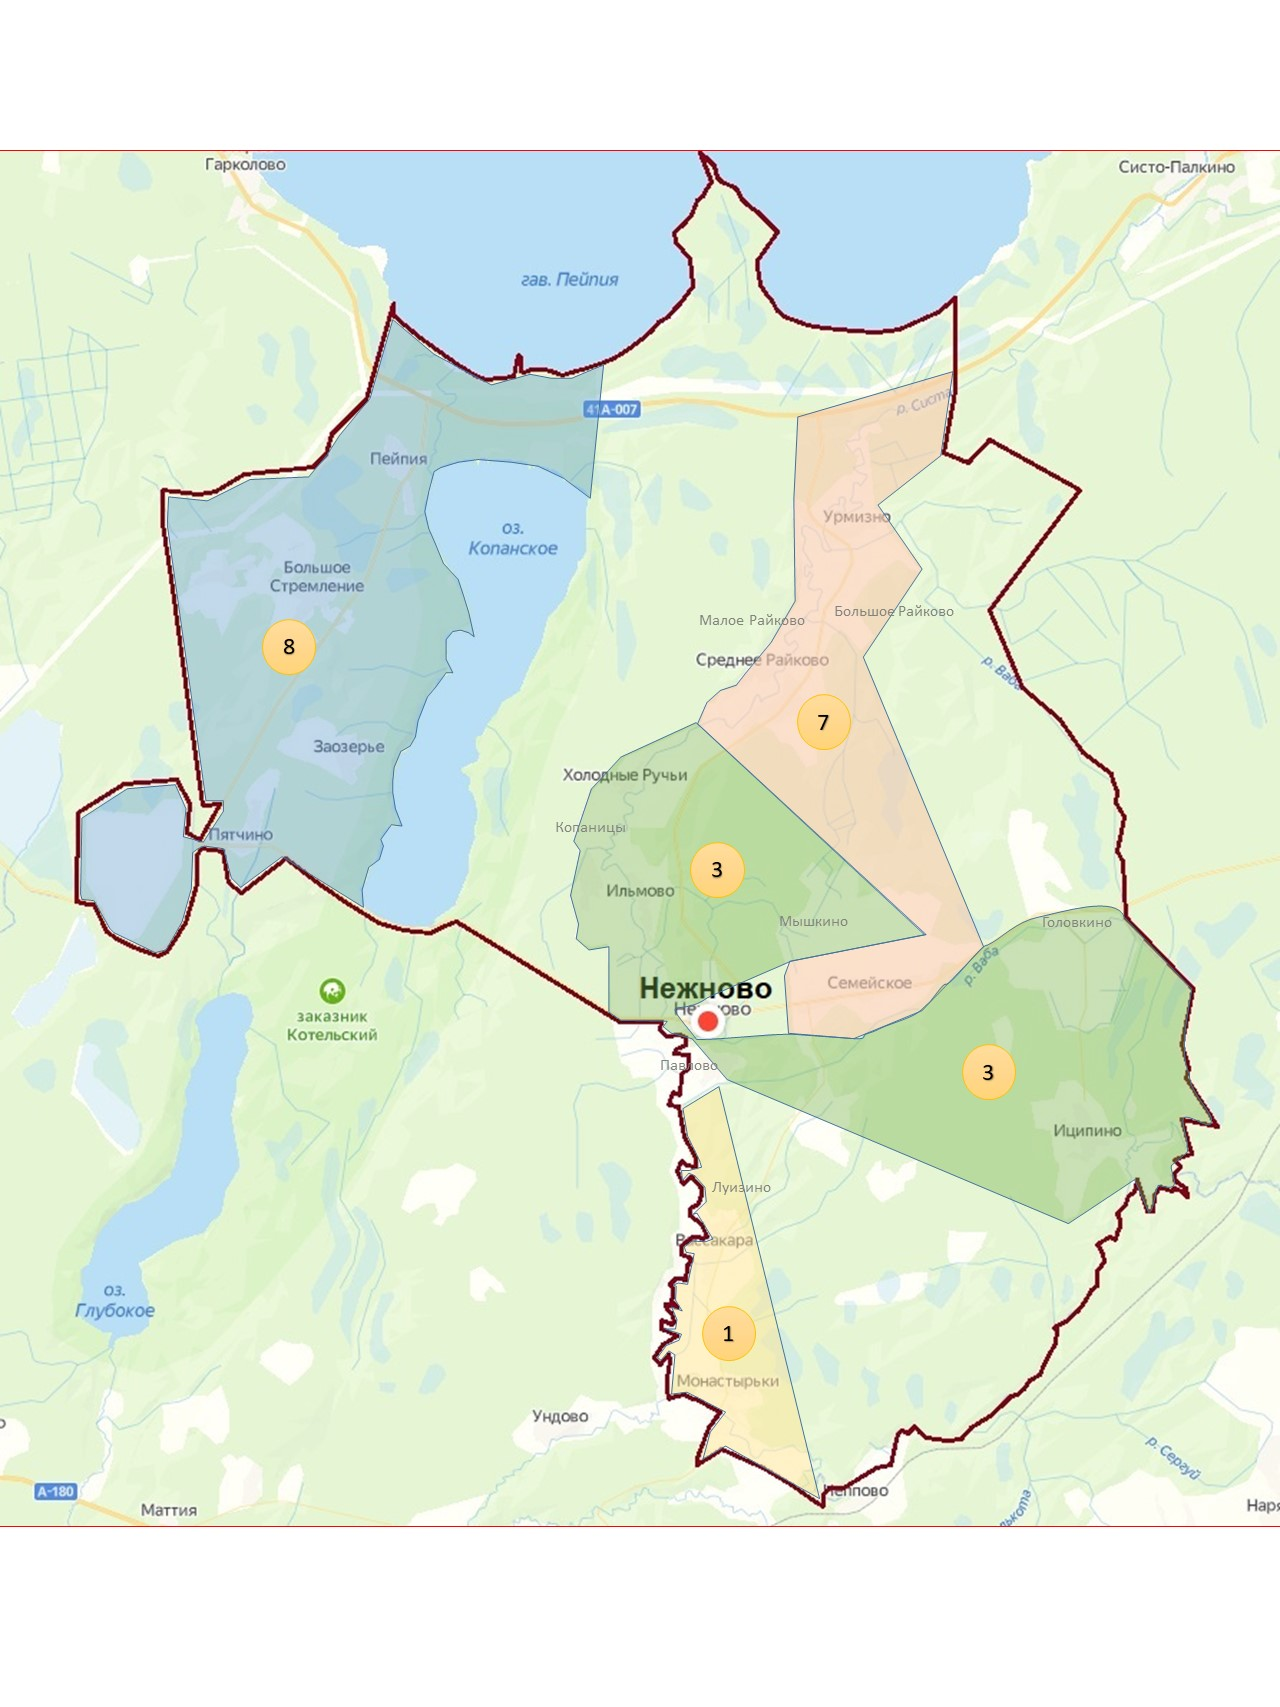 Гарколово
Систо-Палкино
гав. Пейпия
41А-007
р. Систа
Пейпия
Урмизно
оз.
Копанское
Большое
Стремление
Большое Райково
Малое Райково
8
Среднее Райково
р. Ваба
7
Заозерье
Холодные Ручьи
Копаницы
Пятчино
3
Ильмово
Мышкино
Головкино
р. Ваба
Семейское
Нежново
заказник
Котельский
Павлово
3
Иципино
Луизино
Вассакара
оз.
Глубокое
1
Монастырьки
Ундово
р. Сергуй
А-180
Маттия